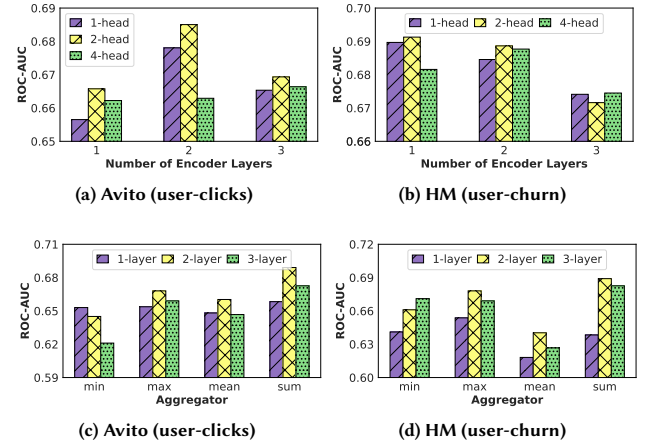 0.69
0.68
0.67
0.66
0.65
ROC-AUC
1-head
2-head
4-head
1 2 3
Number of Encoder Layers
(a) Avito (user-clicks)
0.70
0.69
0.68
0.67
0.66
ROC-AUC
1-head 2-head 4-head
1 2 3
Number of Encoder Layers
(b) HM (user-churn)
0.71
0.68
0.65
0.62
0.59
ROC-AUC
1-layer 2-layer 3-layer
min max mean sum
Aggregator
(c) Avito (user-clicks)
0.72
0.69
0.66
0.63
0.60
ROC-AUC
1-layer 2-layer 3-layer
min max mean sum
Aggregator
(d) HM (user-churn)